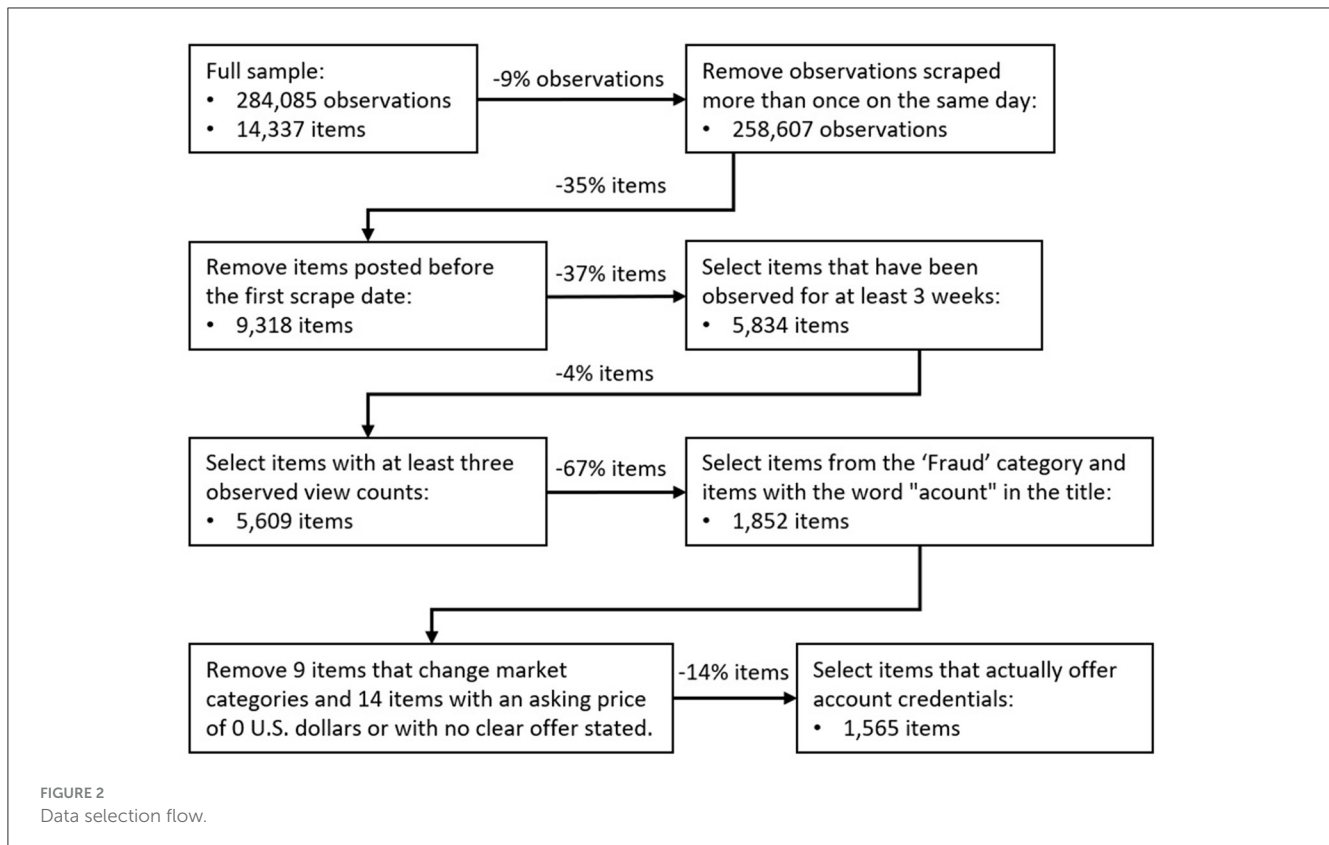 Full sample:
• 284,085 observations
• 14,337 items
-9% observations
Remove observations scraped
more than once on the same day:
• 258,607 observations
-35% items
Remove items posted before
the first scrape date:
• 9,318 items
-37% items
Select items that have been
observed for at least 3 weeks:
• 5,834 items
-4% items
Select items with at least three
observed view counts:
• 5,609 items
-67% items
Select items from the ‘Fraud’ category and
items with the word "acount" in the title:
• 1,852 items
Remove 9 items that change market
categories and 14 items with an asking price
of 0 U.S. dollars or with no clear offer stated.
-14% items
Select items that actually offer
account credentials:
• 1,565 items
FIGURE 2
Data selection flow.